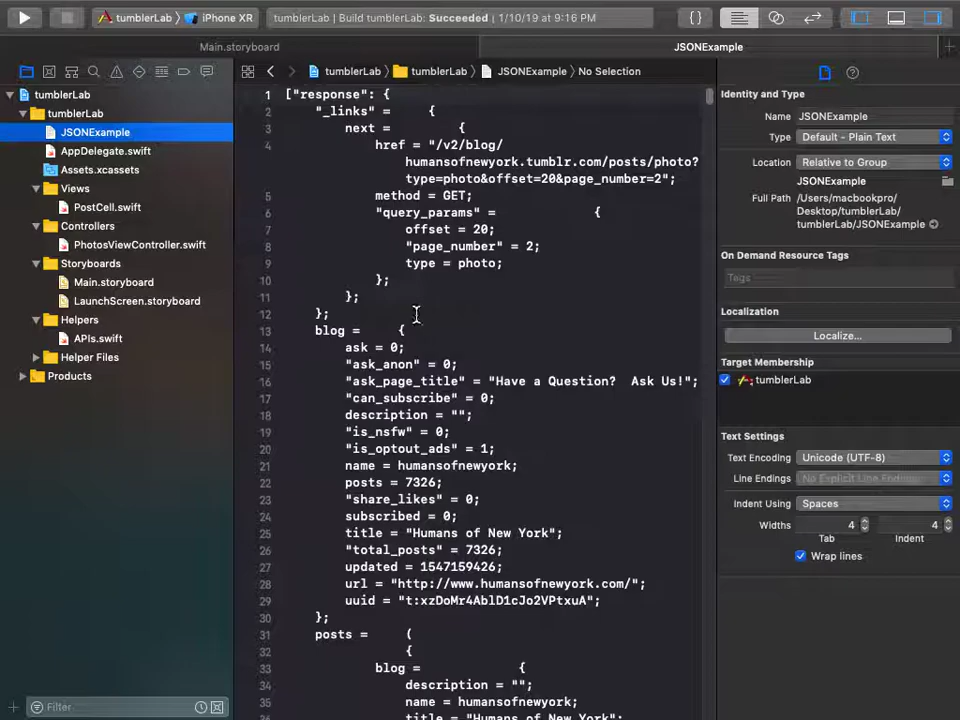 tumblerLab 〉 iPhone XR
tumblerLab | Build tumblerLab: Succeeded | 1/10/19 at 9:16 PM
{ }
Main.storyboard
JSONExample
tumblerLab
tumblerLab
JSONExample
AppDelegate.swift
Assets.xcassets
Views
PostCell.swift
Controllers
PhotosViewController.swift
Storyboards
Main.storyboard
LaunchScreen.storyboard
Helpers
APIs.swift
Helper Files
Products
Filter
tumblerLab 〉 tumblerLab 〉 JSONExample 〉 No Selection
1 ["response": {
2 "_links" = {
3 next = {
4 href = "/v2/blog/
humansofnewyork.tumblr.com/posts/photo?
type=photo&offset=20&page_number=2";
5 method = GET;
6 "query_params" = {
7 offset = 20;
8 "page_number" = 2;
9 type = photo;
10 };
11 };
12 };
13 blog = {
14 ask = 0;
15 "ask_anon" = 0;
16 "ask_page_title" = "Have a Question?  Ask Us!";
17 "can_subscribe" = 0;
18 description = "";
19 "is_nsfw" = 0;
20 "is_optout_ads" = 1;
21 name = humansofnewyork;
22 posts = 7326;
23 "share_likes" = 0;
24 subscribed = 0;
25 title = "Humans of New York";
26 "total_posts" = 7326;
27 updated = 1547159426;
28 url = "http://www.humansofnewyork.com/";
29 uuid = "t:xzDoMr4AblD1cJo2VPtxuA";
30 };
31 posts = (
32 {
33 blog = {
34 description = "";
35 name = humansofnewyork;
title = "Humans of New York";
Identity and Type
Name JSONExample
Type Default - Plain Text
Location Relative to Group
JSONExample
Full Path /Users/macbookpro/
Desktop/tumblerLab/
tumblerLab/JSONExample
On Demand Resource Tags
Tags
Localization
Localize...
Target Membership
tumblerLab
Text Settings
Text Encoding Unicode (UTF-8)
Line Endings No Explicit Line Endings
Indent Using Spaces
Widths 4 4
Tab Indent
Wrap lines